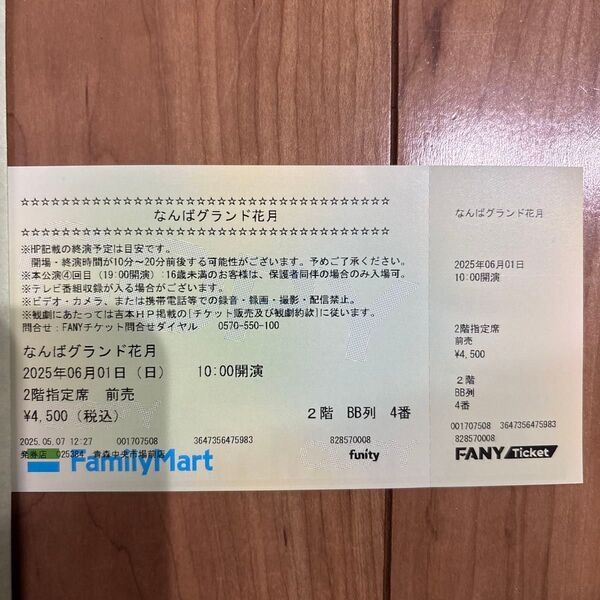 ☆☆☆☆☆☆☆☆☆☆☆☆☆☆☆☆☆☆☆☆☆☆☆☆☆☆☆☆☆☆☆☆☆☆☆☆☆
なんばグランド花月
☆☆☆☆☆☆☆☆☆☆☆☆☆☆☆☆☆☆☆☆☆☆☆☆☆☆☆☆☆☆☆☆☆☆☆☆☆
※HP記載の終演予定は目安です。
開場・終演時間が10分～20分前後する可能性がございます。予めご了承ください。
※本公演④回目（19:00開演）:16歳未満のお客様は、保護者同伴の場合のみ入場可。
※テレビ番組収録が入る場合がございます。
※ビデオ・カメラ、または携帯電話等での録音・録画・撮影・配信禁止。
※観劇にあたっては吉本HP掲載の[チケット販売及び観劇約款]に従います。
問合せ:FANYチケット問合せダイヤル 0570-550-100
なんばグランド花月
2025年06月01日（日） 10:00開演
2階指定席 前売
¥4,500（税込） 2階 BB列 4番
2025.05.07 12:27 001707508 3647356475983 828570008
発券店 025384 青森中央市場前店
FamilyMart
funity
なんばグランド花月
2025年06月01日
10:00開演
2階指定席
前売
¥4,500
2階
BB列
4番
001707508 3647356475983
828570008
FANY Ticket